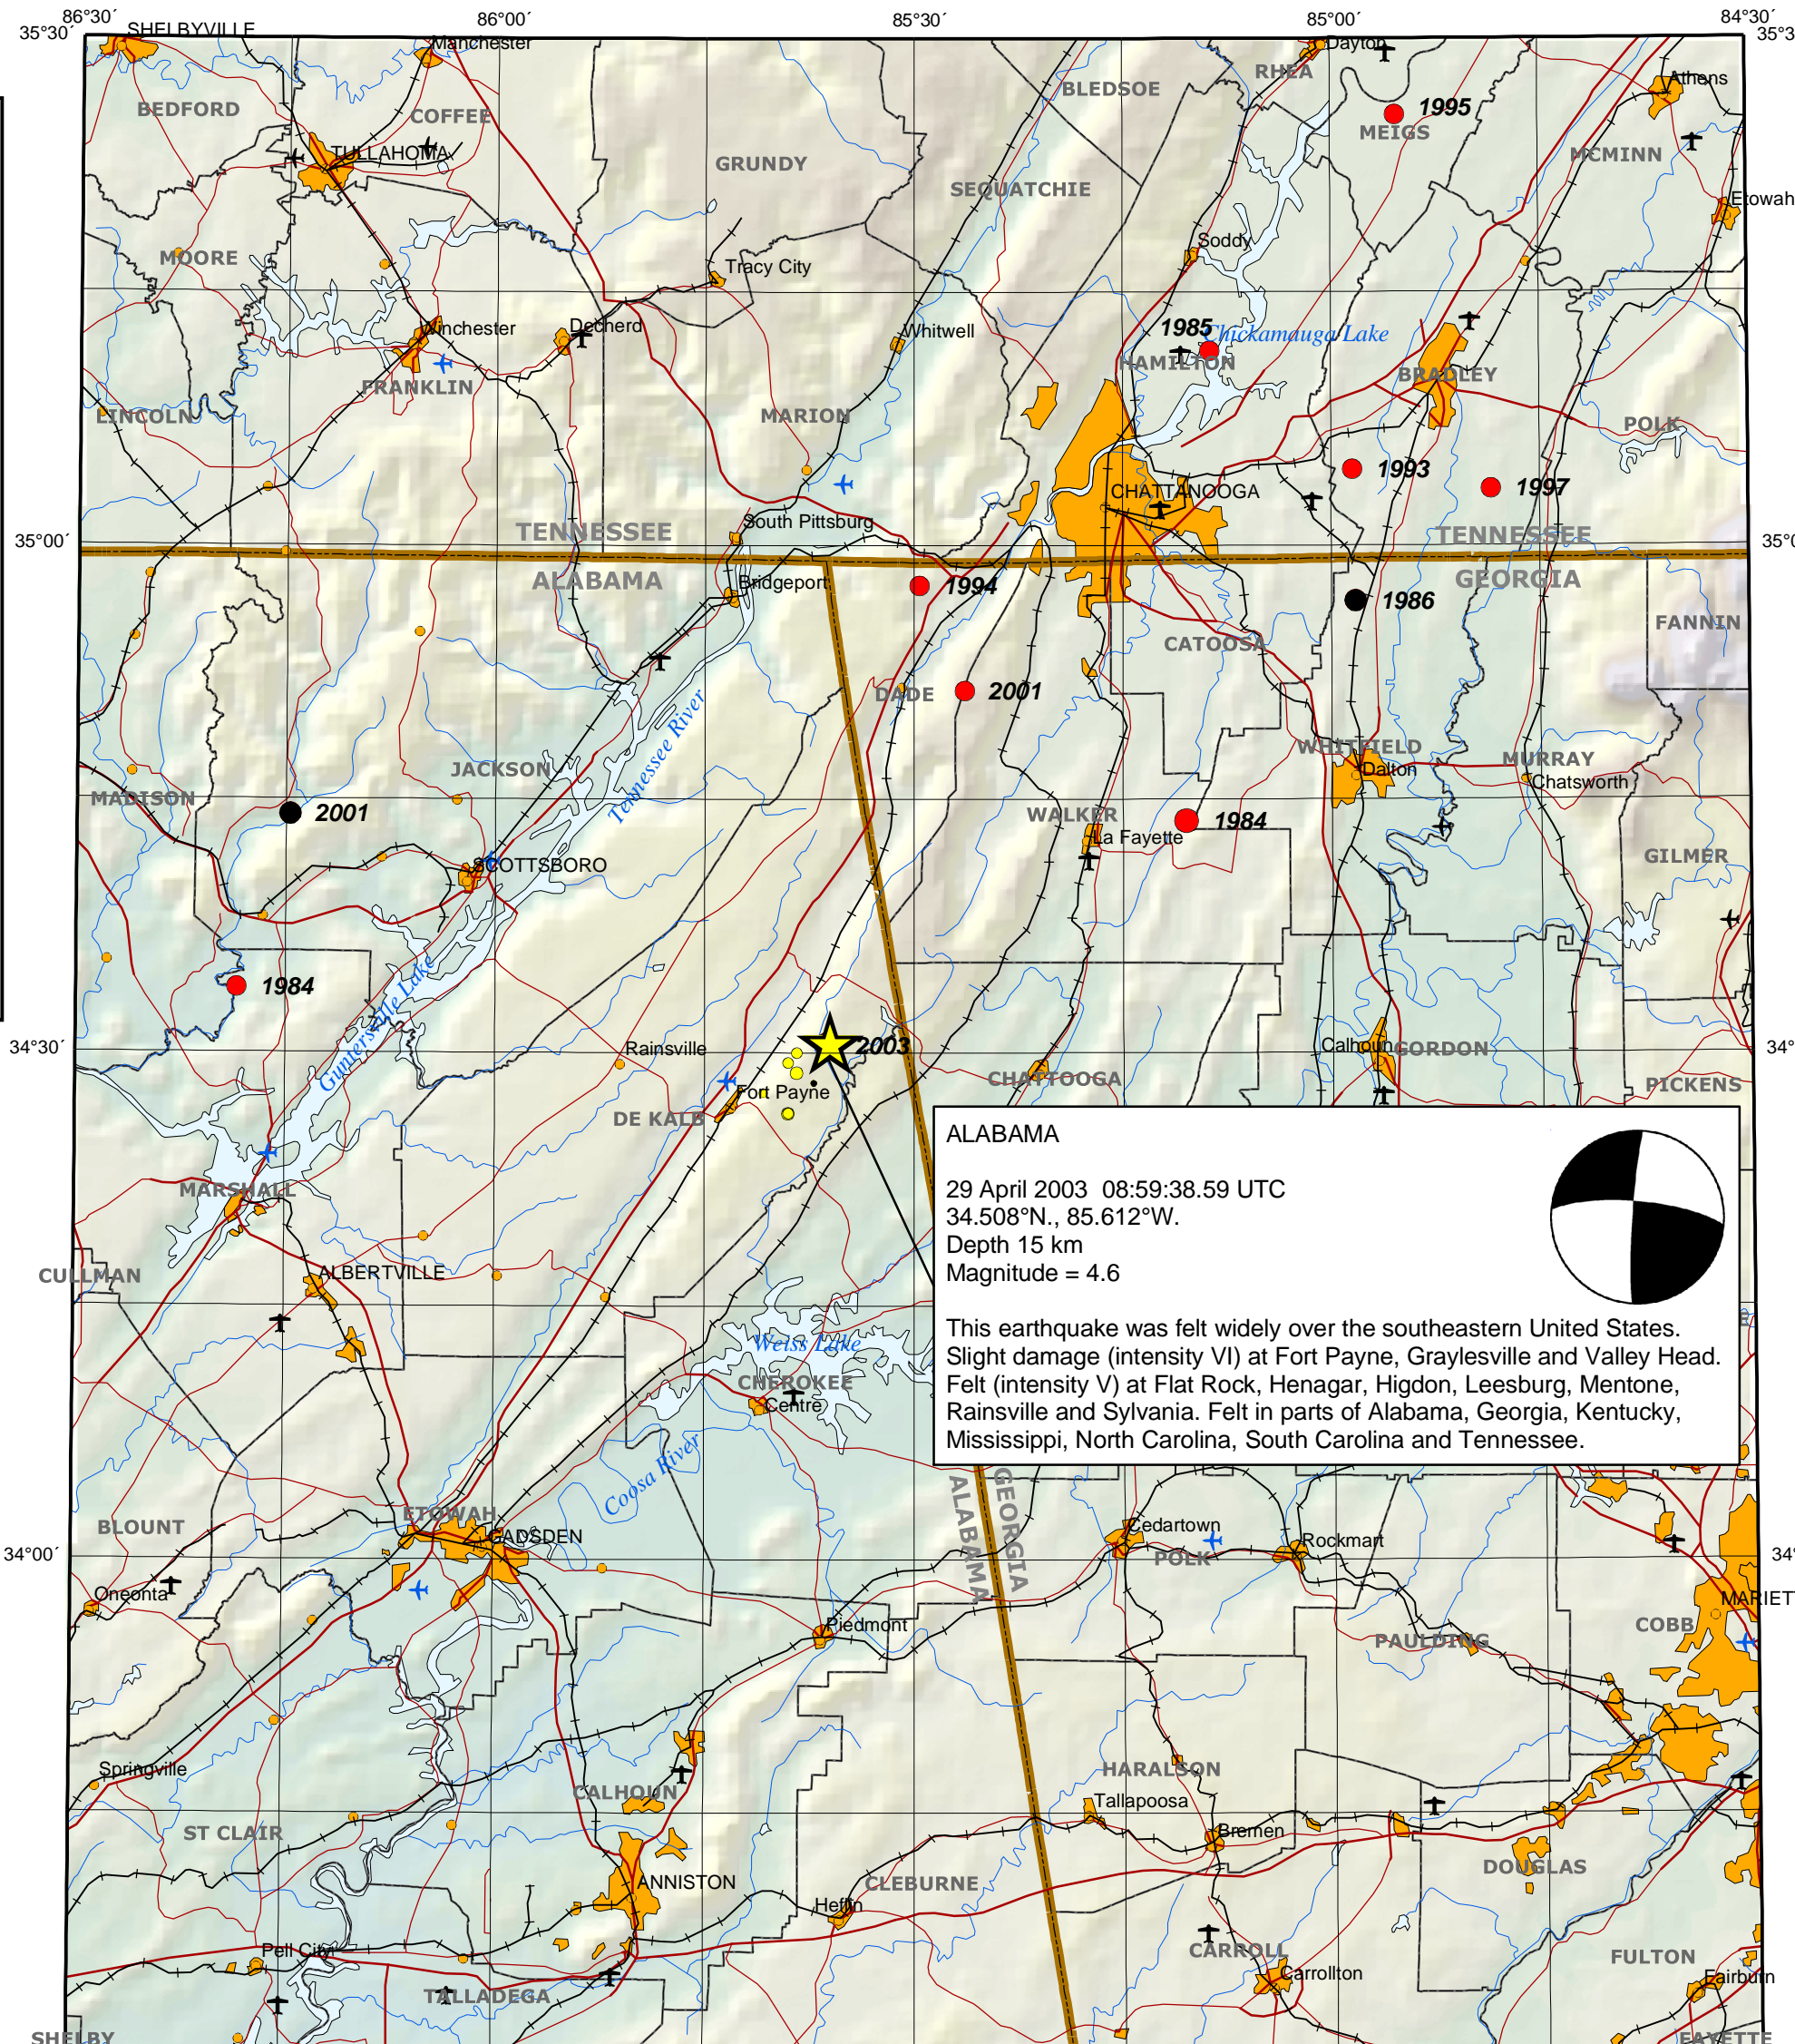 86°30´
86°00´
85°30´
85°00´
84°30´
35°30´
35°3
SHELBYVILLE
Manchester
Dayton
RHEA
BLEDSOE
Athens
BEDFORD
COFFEE
1995
MEIGS
TULLAHOMA
GRUNDY
MCMINN
SEQUATCHIE
Etowah
MOORE
Soddy
Tracy City
Winchester
Decherd
Whitwell
1985
Chickamauga Lake
HAMILTON
FRANKLIN
BRADLEY
LINCOLN
MARION
POLK
1993
CHATTANOOGA
1997
South Pittsburg
TENNESSEE
TENNESSEE
35°00´
35°0
ALABAMA
Bridgeport
1994
GEORGIA
1986
FANNIN
CATOOSA
DADE
2001
Tennessee River
WHITFIELD
JACKSON
Dalton
MURRAY
Chatsworth
MADISON
2001
WALKER
1984
La Fayette
GILMER
SCOTTSBORO
1984
Guntersville Lake
34°30´
34°
Rainsville
2003
Calhoun
GORDON
CHATTOOGA
PICKENS
Fort Payne
DE KALB
ALABAMA
29 April 2003 08:59:38.59 UTC
34.508°N., 85.612°W.
Depth 15 km
Magnitude = 4.6
This earthquake was felt widely over the southeastern United States.
Slight damage (intensity VI) at Fort Payne, Graylesville and Valley Head.
Felt (intensity V) at Flat Rock, Henagar, Higdon, Leesburg, Mentone,
Rainsville and Sylvania. Felt in parts of Alabama, Georgia, Kentucky,
Mississippi, North Carolina, South Carolina and Tennessee.
MARSHALL
CULLMAN
ALBERTVILLE
Weiss Lake
CHEROKEE
Centre
Coosa River
ALABAMA
GEORGIA
ETOWAH
BLOUNT
GADSDEN
Cedartown
POLK
Rockmart
34°00´
34°
Oneonta
MARIET
COBB
Piedmont
PAULDING
Springville
HARALSON
CALHOUN
Tallapoosa
ST CLAIR
Bremen
DOUGLAS
ANNISTON
CLEBURNE
Heflin
Pell City
CARROLL
FULTON
Carrollton
Fairburn
TALLADEGA
SHELBY
FAYETTE